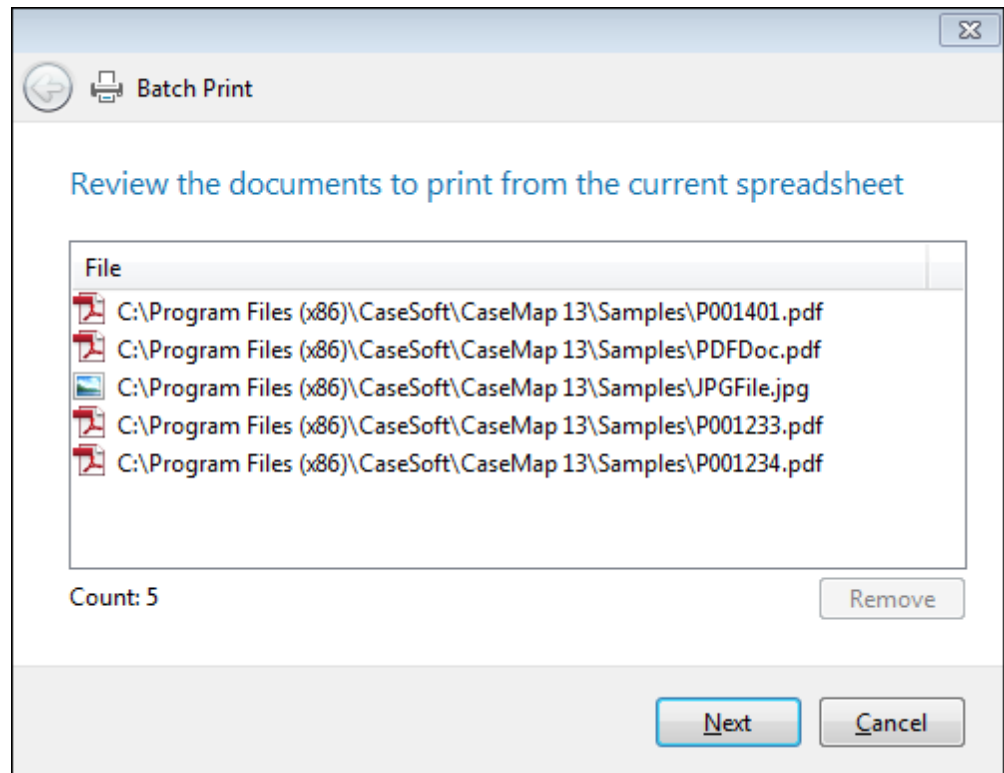 Batch Print
Review the documents to print from the current spreadsheet
File
C:\Program Files (x86)\CaseSoft\CaseMap 13\Samples\P001401.pdf
C:\Program Files (x86)\CaseSoft\CaseMap 13\Samples\PDFDoc.pdf
C:\Program Files (x86)\CaseSoft\CaseMap 13\Samples\JPGFile.jpg
C:\Program Files (x86)\CaseSoft\CaseMap 13\Samples\P001233.pdf
C:\Program Files (x86)\CaseSoft\CaseMap 13\Samples\P001234.pdf
Count: 5
Remove
Next
Cancel